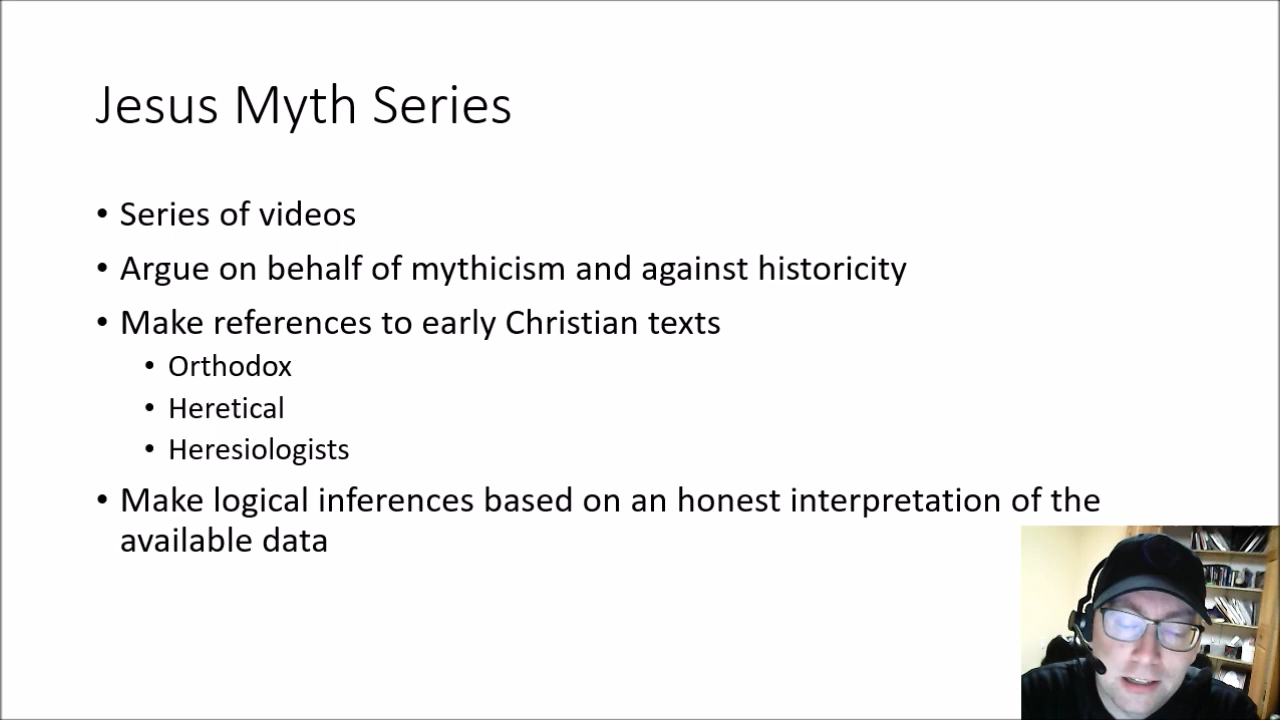 Jesus Myth Series
• Series of videos
• Argue on behalf of mythicism and against historicity
• Make references to early Christian texts
• Orthodox
• Heretical
• Heresiologists
• Make logical inferences based on an honest interpretation of the
available data